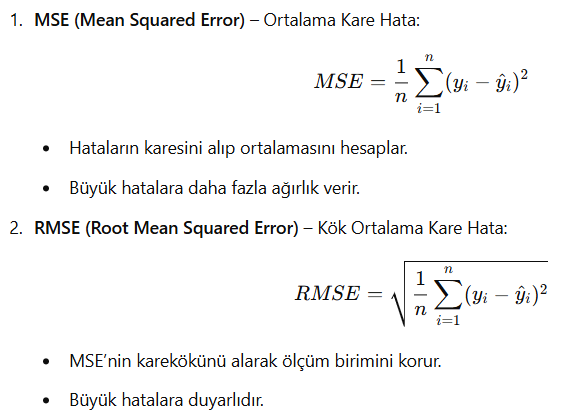 1. MSE (Mean Squared Error) – Ortalama Kare Hata:
MSE = \frac{1}{n} \sum_{i=1}^{n} (y_i - \hat{y}_i)^2
• Hataların karesini alıp ortalamasını hesaplar.
• Büyük hatalara daha fazla ağırlık verir.
2. RMSE (Root Mean Squared Error) – Kök Ortalama Kare Hata:
RMSE = \sqrt{\frac{1}{n} \sum_{i=1}^{n} (y_i - \hat{y}_i)^2}
• MSE’nin karekökünü alarak ölçüm birimini korur.
• Büyük hatalara duyarlıdır.